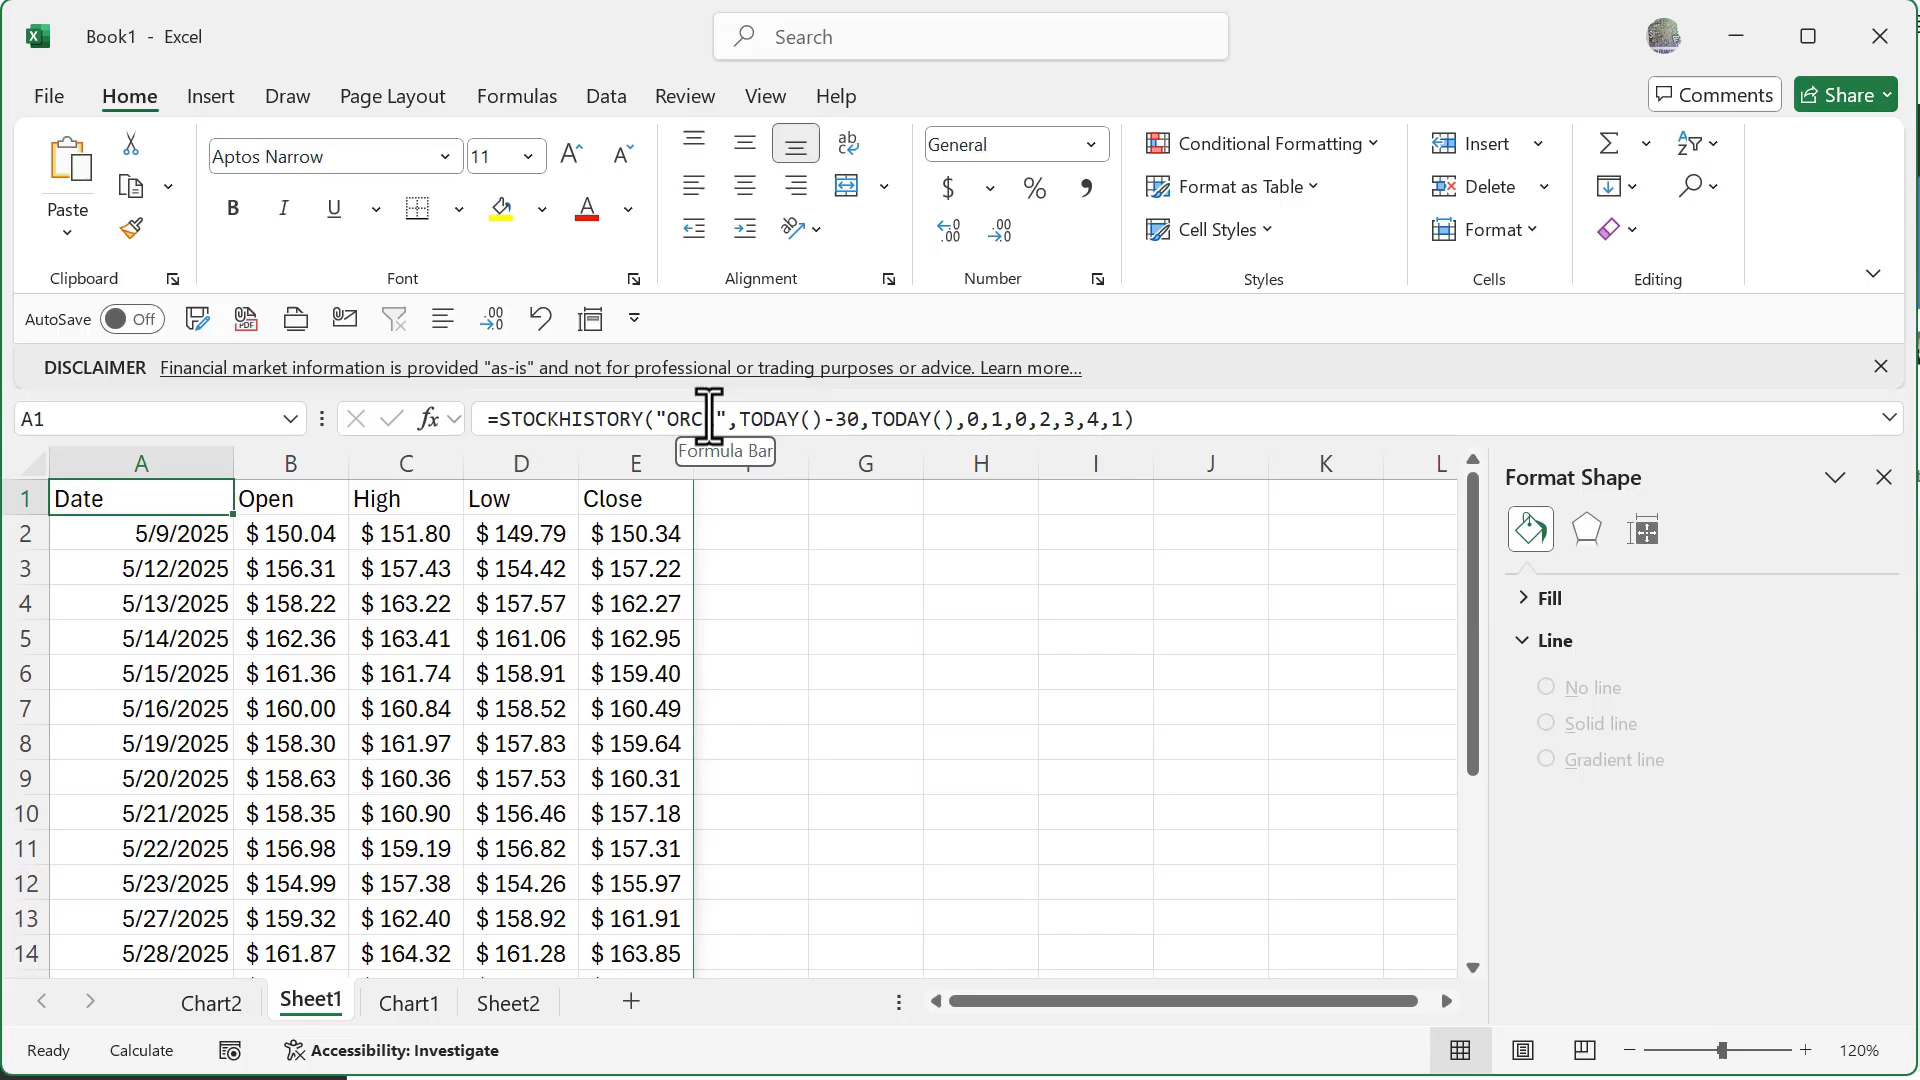 Book1 - Excel
Search
File Home Insert Draw Page Layout Formulas Data Review View Help
Comments Share
Paste
Clipboard
Aptos Narrow 11
B I U A
Font
ab
Alignment
General
$ % ,
Number
Conditional Formatting
Format as Table
Cell Styles
Styles
Insert
Delete
Format
Cells
Editing
AutoSave Off
DISCLAIMER Financial market information is provided "as-is" and not for professional or trading purposes or advice. Learn more...
A1
fx
Formula Bar
A B C D E G H I J K L
1 Date Open High Low Close
2 5/9/2025 $ 150.04 $ 151.80 $ 149.79 $ 150.34
3 5/12/2025 $ 156.31 $ 157.43 $ 154.42 $ 157.22
4 5/13/2025 $ 158.22 $ 163.22 $ 157.57 $ 162.27
5 5/14/2025 $ 162.36 $ 163.41 $ 161.06 $ 162.95
6 5/15/2025 $ 161.36 $ 161.74 $ 158.91 $ 159.40
7 5/16/2025 $ 160.00 $ 160.84 $ 158.52 $ 160.49
8 5/19/2025 $ 158.30 $ 161.97 $ 157.83 $ 159.64
9 5/20/2025 $ 158.63 $ 160.36 $ 157.53 $ 160.31
10 5/21/2025 $ 158.35 $ 160.90 $ 156.46 $ 157.18
11 5/22/2025 $ 156.98 $ 159.19 $ 156.82 $ 157.31
12 5/23/2025 $ 154.99 $ 157.38 $ 154.26 $ 155.97
13 5/27/2025 $ 159.32 $ 162.40 $ 158.92 $ 161.91
14 5/28/2025 $ 161.87 $ 164.32 $ 161.28 $ 163.85
Format Shape
Fill
Line
No line
Solid line
Gradient line
Chart2 Sheet1 Chart1 Sheet2
Ready Calculate Accessibility: Investigate
120%